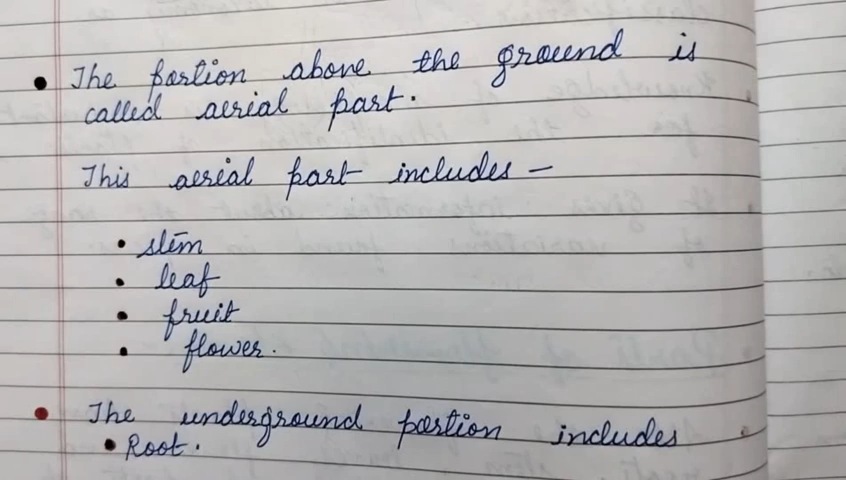 • The portion above the ground is
called aerial part.
This aerial part includes –
• stem
• leaf
• fruit
• flower.
• The underground portion includes
• Root.